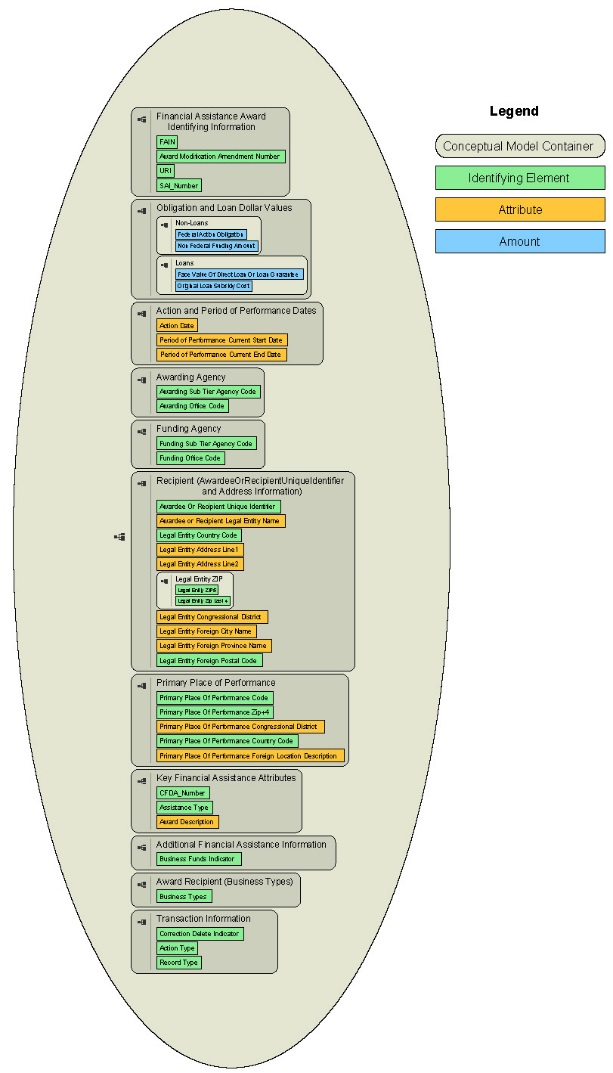 Financial Assistance Award
Identifying Information
FAIN
Award Modification Amendment Number
URI
SAI_Number
Obligation and Loan Dollar Values
Non-Loans
Federal Action Obligation
Non Federal Funding Amount
Loans
Face Value Of Direct Loan Or Loan Guarantee
Original Loan Subsidy Cost
Action and Period of Performance Dates
Action Date
Period of Performance Current Start Date
Period of Performance Current End Date
Awarding Agency
Awarding Sub Tier Agency Code
Awarding Office Code
Funding Agency
Funding Sub Tier Agency Code
Funding Office Code
Recipient (AwardeeOrRecipientUniqueIdentifier
and Address Information)
Awardee Or Recipient Unique Identifier
Awardee or Recipient Legal Entity Name
Legal Entity Country Code
Legal Entity Address Line1
Legal Entity Address Line2
Legal Entity ZIP
Legal Entity ZIP5
Legal Entity Zip Last 4
Legal Entity Congressional District
Legal Entity Foreign City Name
Legal Entity Foreign Province Name
Legal Entity Foreign Postal Code
Primary Place of Performance
Primary Place Of Performance Code
Primary Place Of Performance Zip+4
Primary Place Of Performance Congressional District
Primary Place Of Performance Country Code
Primary Place Of Performance Foreign Location Description
Key Financial Assistance Attributes
CFDA_Number
Assistance Type
Award Description
Additional Financial Assistance Information
Business Funds Indicator
Award Recipient (Business Types)
Business Types
Transaction Information
Correction Delete Indicator
Action Type
Record Type
Legend
Conceptual Model Container
Identifying Element
Attribute
Amount